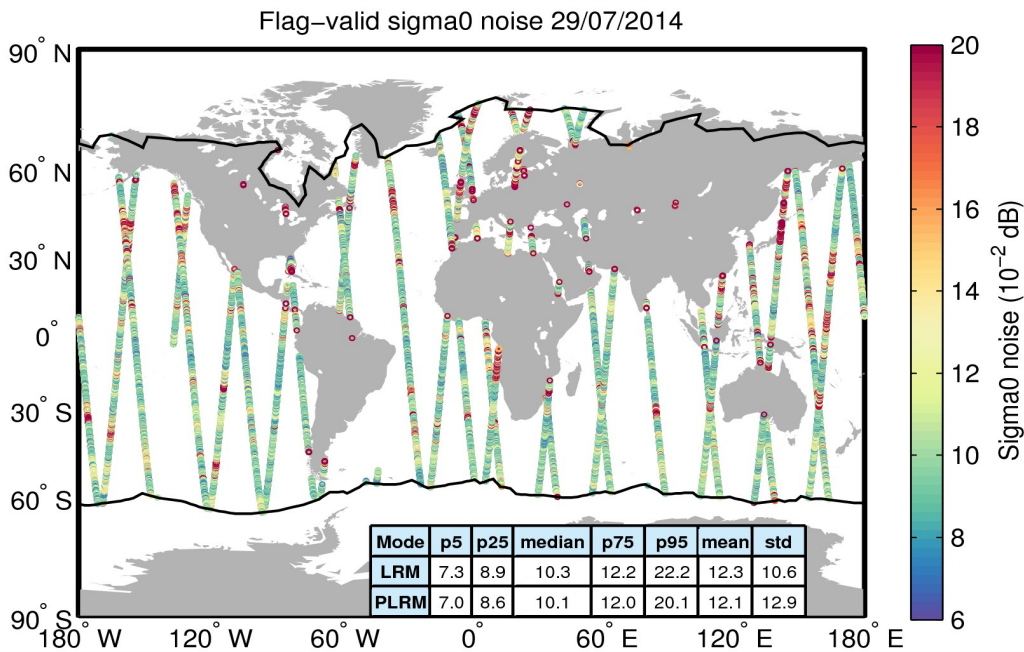 Flag−valid sigma0 noise 29/07/2014
90° N
60° N
30° N
0°
30° S
60° S
90° S
180° W 120° W 60° W 0° 60° E 120° E 180° E
Mode p5 p25 median p75 p95 mean std
LRM 7.3 8.9 10.3 12.2 22.2 12.3 10.6
PLRM 7.0 8.6 10.1 12.0 20.1 12.1 12.9
20
18
16
14
12
10
8
6
Sigma0 noise (10⁻² dB)